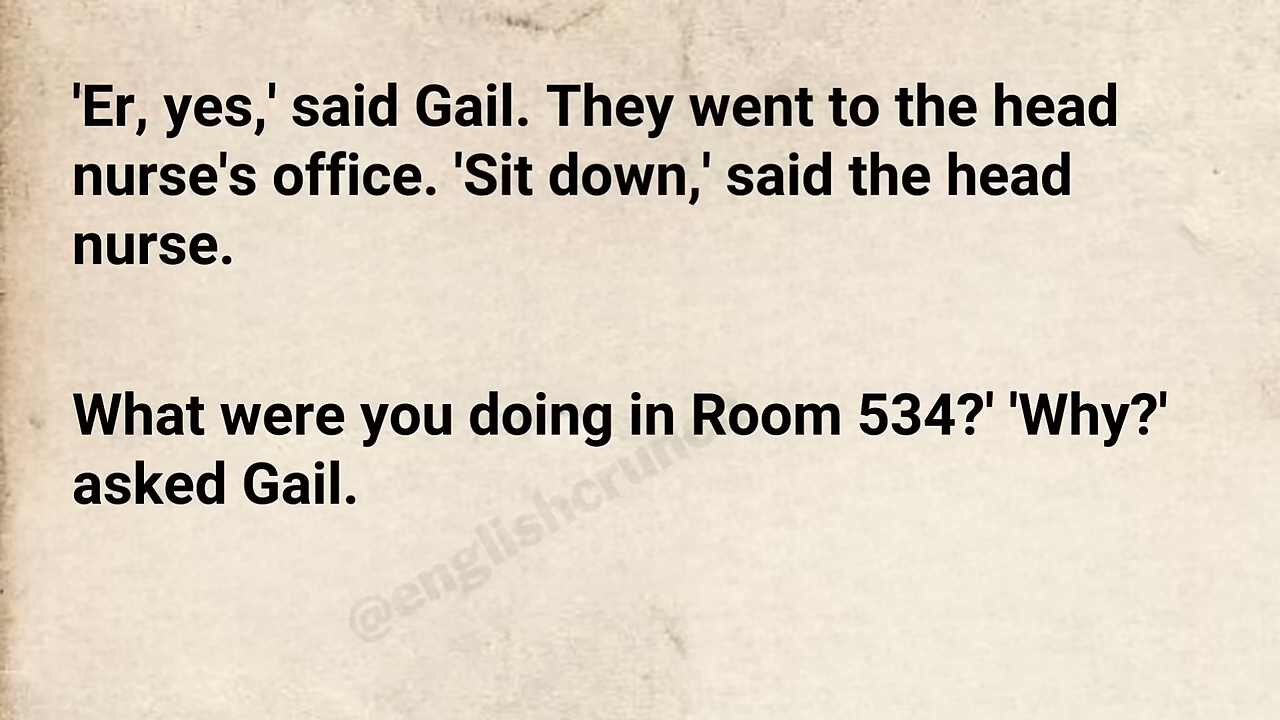 'Er, yes,' said Gail. They went to the head
nurse's office. 'Sit down,' said the head
nurse.
What were you doing in Room 534?' 'Why?'
asked Gail.